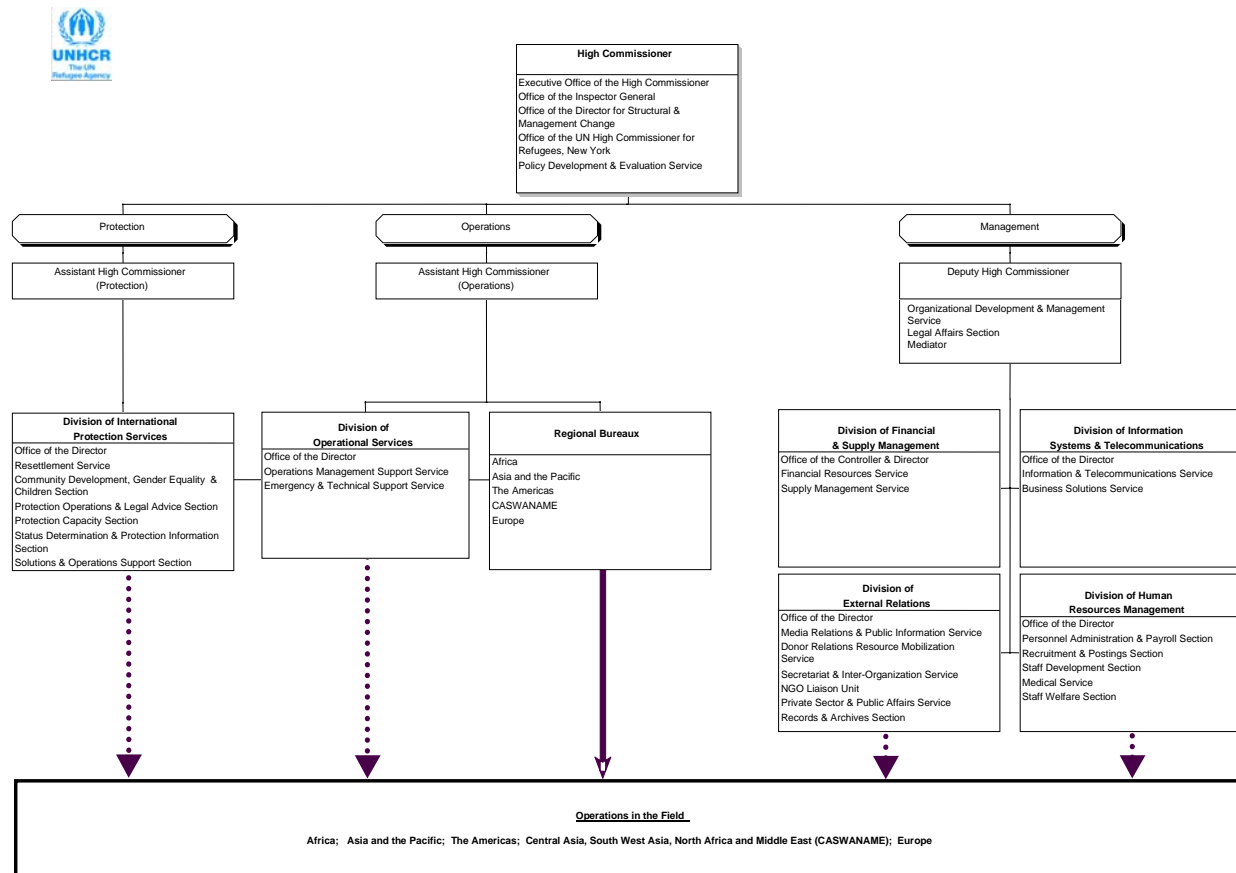 UNHCR
The UN
Refugee Agency
High Commissioner
Executive Office of the High Commissioner
Office of the Inspector General
Office of the Director for Structural &
Management Change
Office of the UN High Commissioner for
Refugees, New York
Policy Development & Evaluation Service
Protection
Operations
Management
Assistant High Commissioner
(Protection)
Assistant High Commissioner
(Operations)
Deputy High Commissioner
Organizational Development & Management
Service
Legal Affairs Section
Mediator
Division of International
Protection Services
Office of the Director
Resettlement Service
Community Development, Gender Equality &
Children Section
Protection Operations & Legal Advice Section
Protection Capacity Section
Status Determination & Protection Information
Section
Solutions & Operations Support Section
Division of
Operational Services
Office of the Director
Operations Management Support Service
Emergency & Technical Support Service
Regional Bureaux
Africa
Asia and the Pacific
The Americas
CASWANAME
Europe
Division of Financial
& Supply Management
Office of the Controller & Director
Financial Resources Service
Supply Management Service
Division of Information
Systems & Telecommunications
Office of the Director
Information & Telecommunications Service
Business Solutions Service
Division of
External Relations
Office of the Director
Media Relations & Public Information Service
Donor Relations Resource Mobilization
Service
Secretariat & Inter-Organization Service
NGO Liaison Unit
Private Sector & Public Affairs Service
Records & Archives Section
Division of Human
Resources Management
Office of the Director
Personnel Administration & Payroll Section
Recruitment & Postings Section
Staff Development Section
Medical Service
Staff Welfare Section
Operations in the Field
Africa; Asia and the Pacific; The Americas; Central Asia, South West Asia, North Africa and Middle East (CASWANAME); Europe